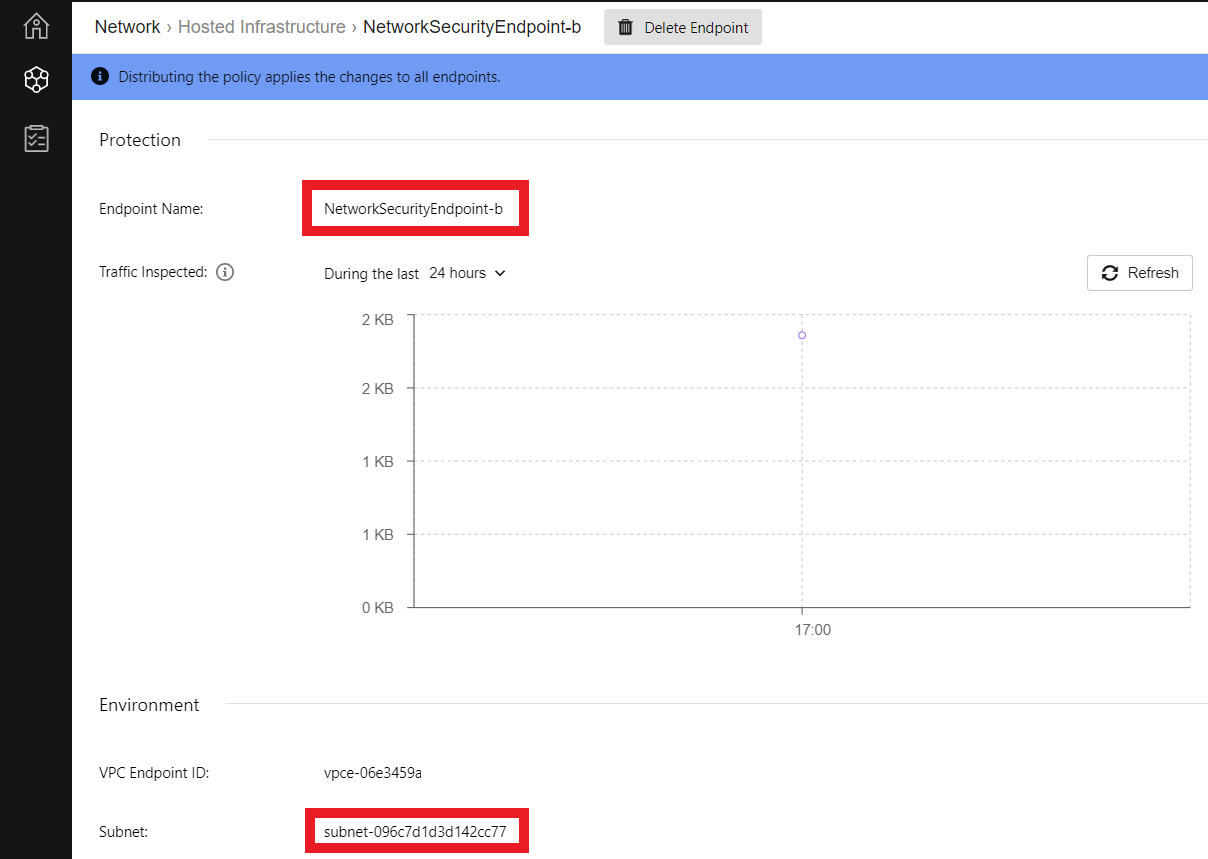 Network › Hosted Infrastructure › NetworkSecurityEndpoint-b Delete Endpoint
Distributing the policy applies the changes to all endpoints.
Protection
Endpoint Name: NetworkSecurityEndpoint-b
Traffic Inspected: During the last 24 hours Refresh
2 KB
2 KB
1 KB
1 KB
0 KB
17:00
Environment
VPC Endpoint ID: vpce-06e3459a
Subnet: subnet-096c7d1d3d142cc77